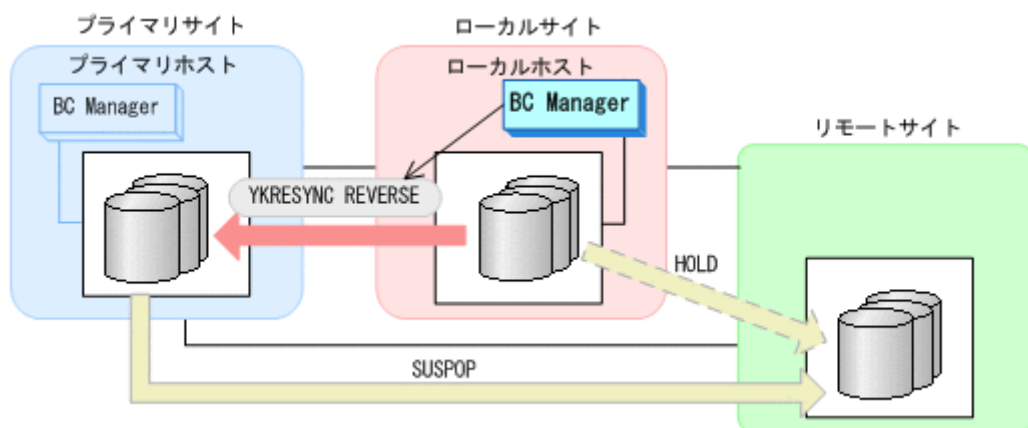 プライマリサイト
ローカルサイト
プライマリホスト
ローカルホスト
BC Manager
BC Manager
リモートサイト
YKRESYNC REVERSE
HOLD
SUSPOP